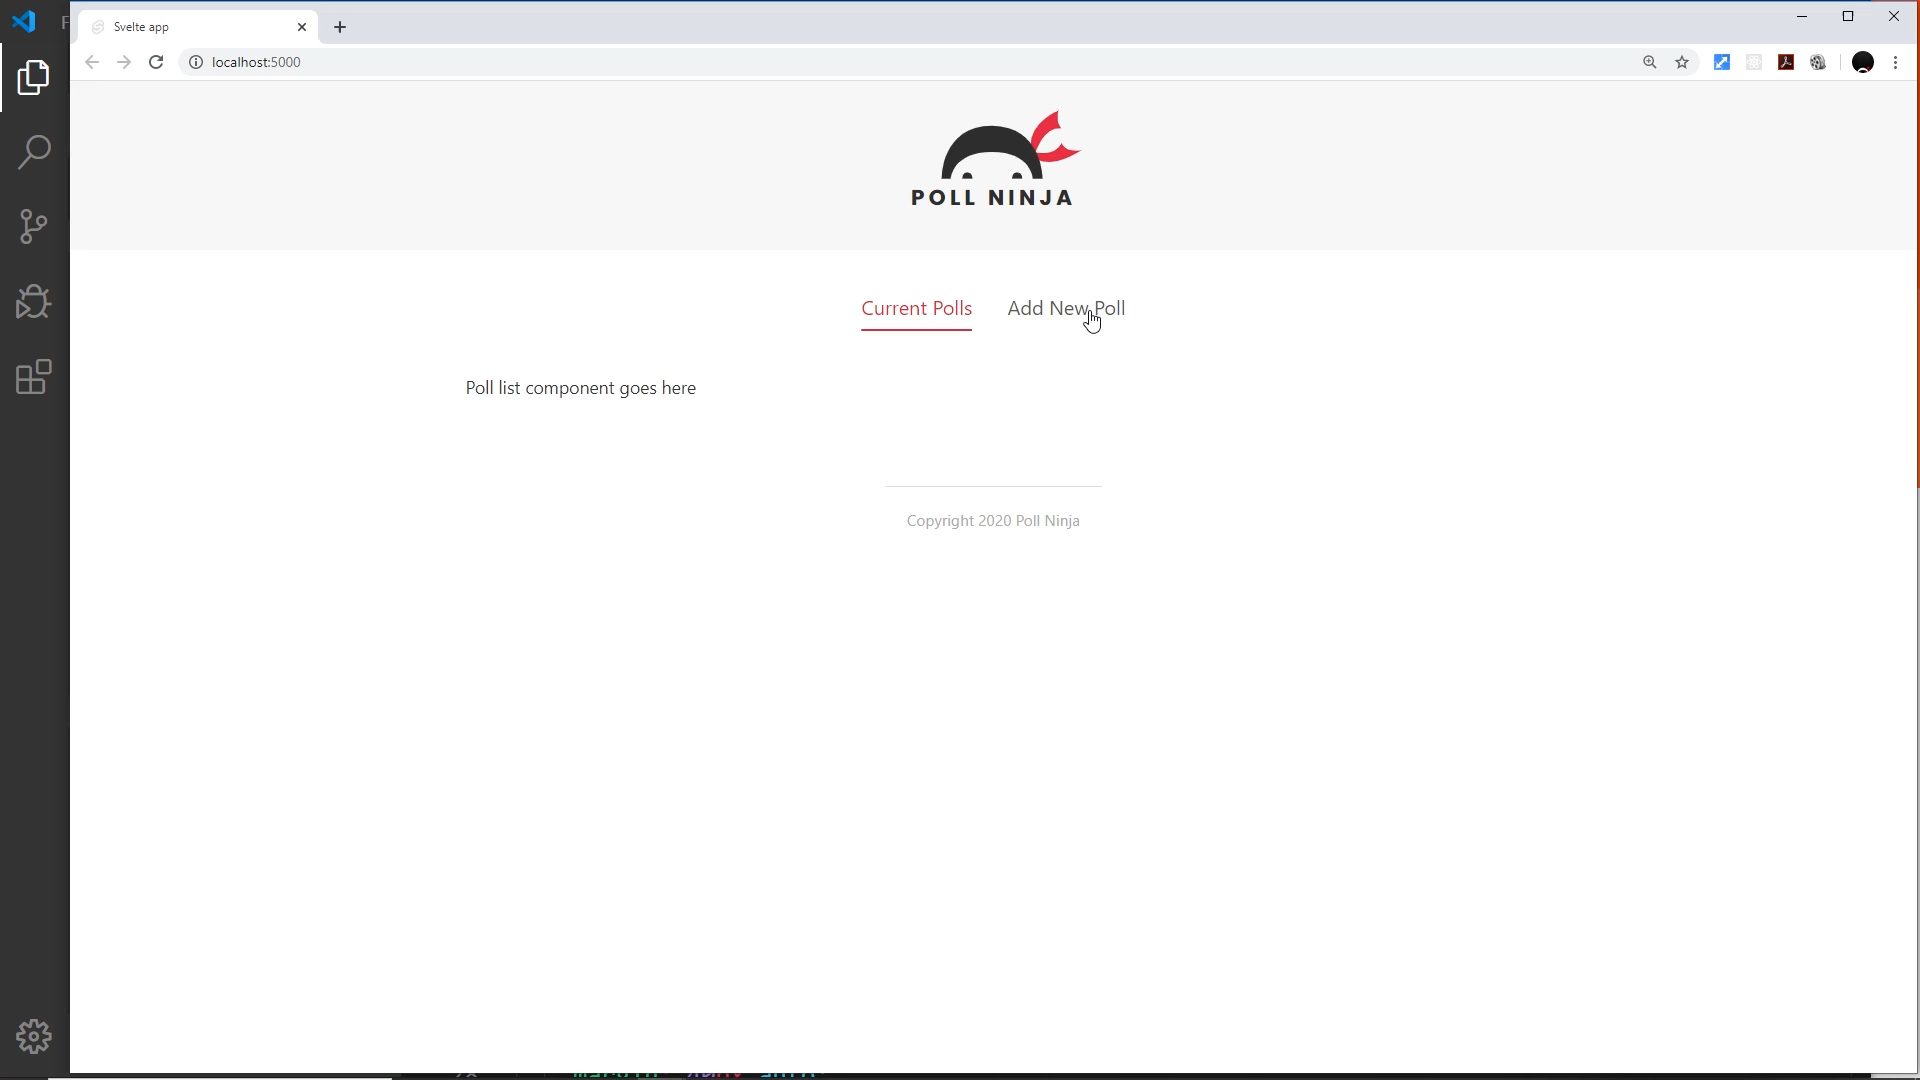 Svelte app
localhost:5000
POLL NINJA
Current Polls
Add New Poll
Poll list component goes here
Copyright 2020 Poll Ninja